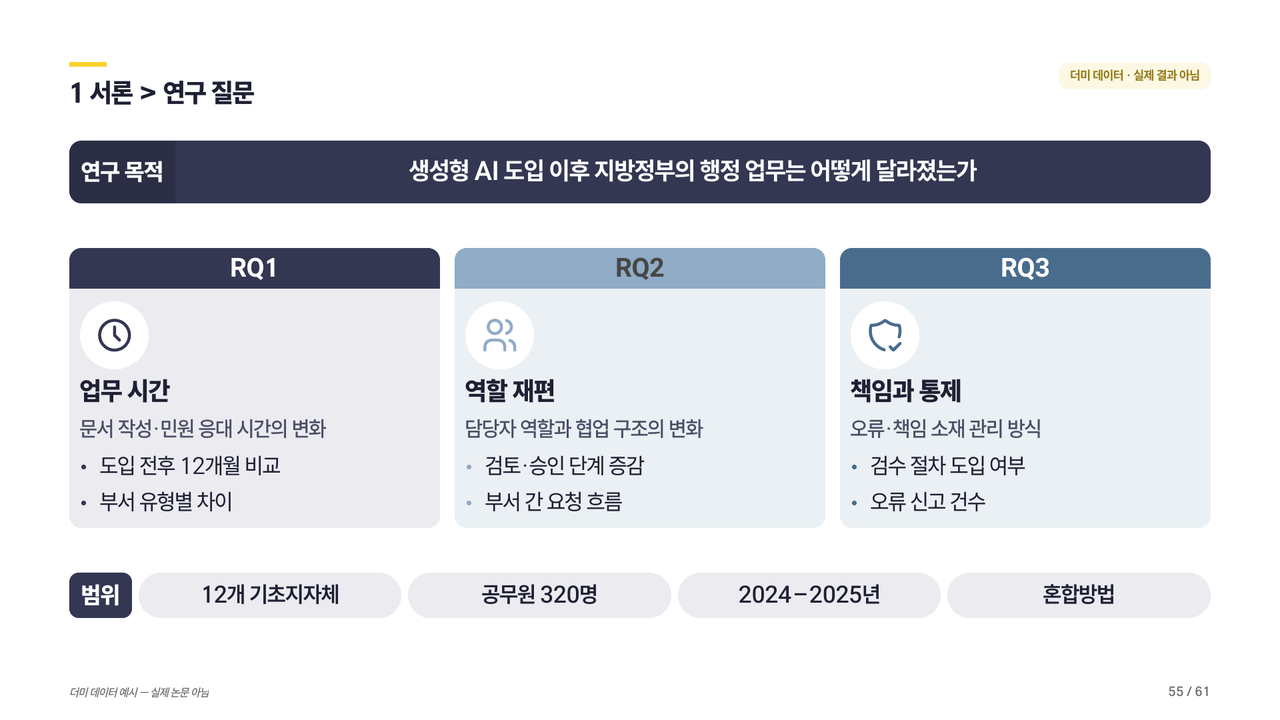 1 서론 > 연구 질문
더미 데이터 · 실제 결과 아님
연구 목적
생성형 AI 도입 이후 지방정부의 행정 업무는 어떻게 달라졌는가
RQ1
업무 시간
문서 작성·민원 응대 시간의 변화
• 도입 전후 12개월 비교
• 부서 유형별 차이
RQ2
역할 재편
담당자 역할과 협업 구조의 변화
• 검토·승인 단계 증감
• 부서 간 요청 흐름
RQ3
책임과 통제
오류·책임 소재 관리 방식
• 검수 절차 도입 여부
• 오류 신고 건수
범위
12개 기초지자체
공무원 320명
2024–2025년
혼합방법
더미 데이터 예시 — 실제 논문 아님
55 / 61